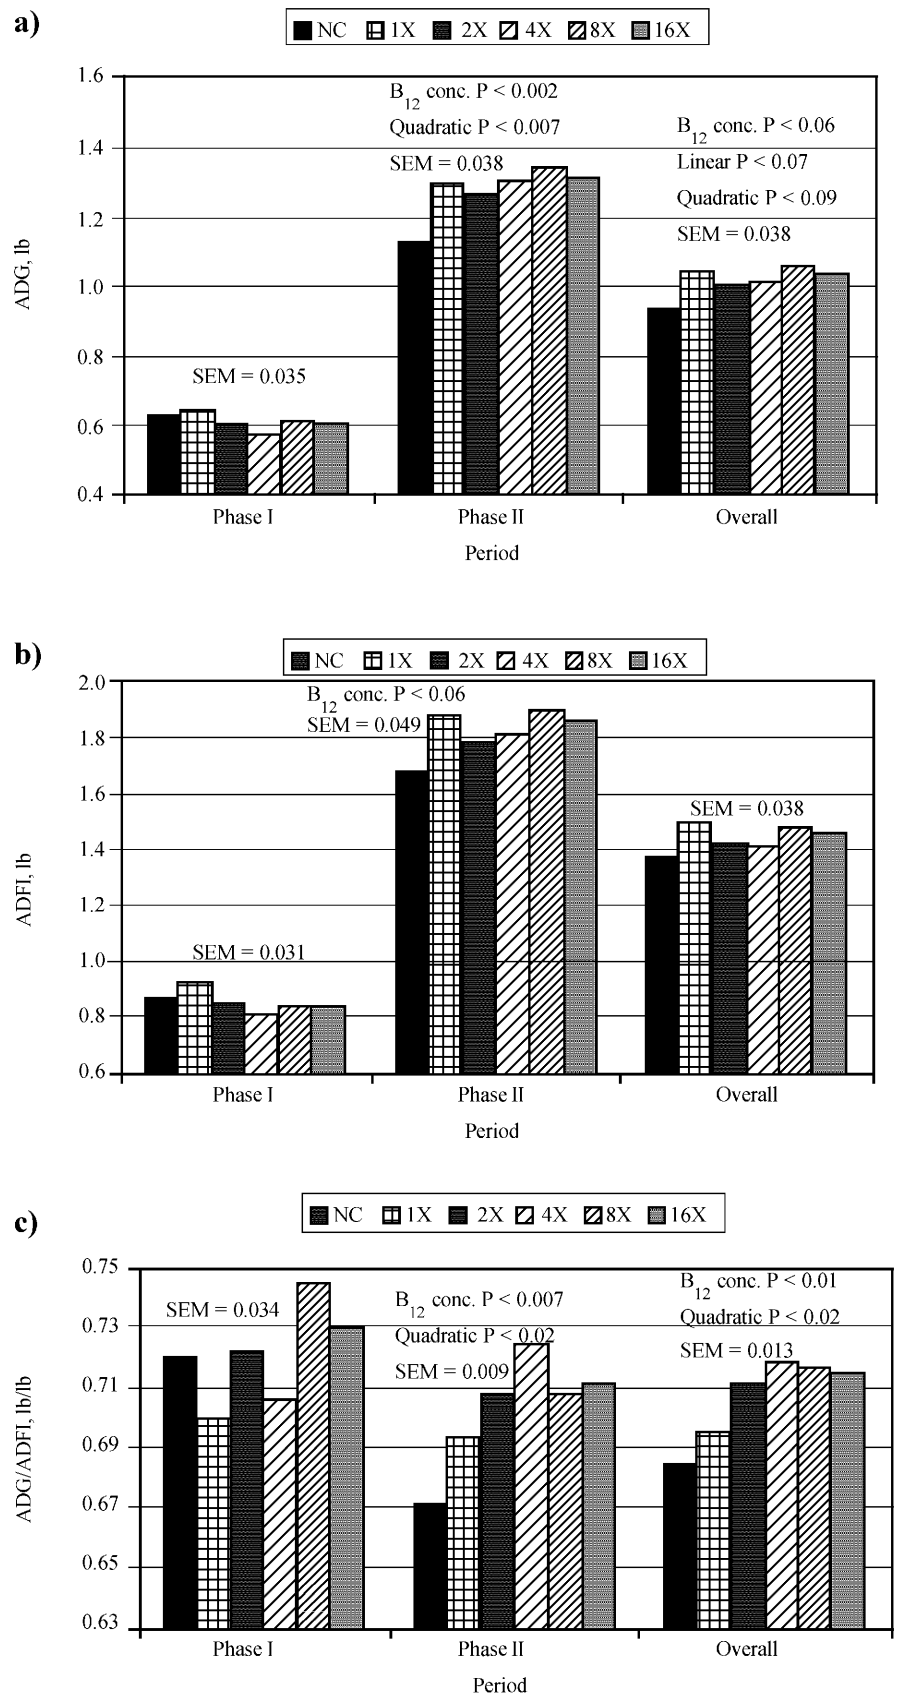 a)
NC 1X 2X 4X 8X 16X
1.6
1.4
1.2
1.0
0.8
0.6
0.4
ADG, lb
B12 conc. P < 0.002
Quadratic P < 0.007
SEM = 0.038
B12 conc. P < 0.06
Linear P < 0.07
Quadratic P < 0.09
SEM = 0.038
SEM = 0.035
Phase I Phase II Overall
Period
b)
NC 1X 2X 4X 8X 16X
2.0
1.8
1.6
1.4
1.2
1.0
0.8
0.6
ADFI, lb
B12 conc. P < 0.06
SEM = 0.049
SEM = 0.038
SEM = 0.031
Phase I Phase II Overall
Period
c)
NC 1X 2X 4X 8X 16X
0.75
0.73
0.71
0.69
0.67
0.65
0.63
ADG/ADFI, lb/lb
SEM = 0.034
B12 conc. P < 0.007
Quadratic P < 0.02
SEM = 0.009
B12 conc. P < 0.01
Quadratic P < 0.02
SEM = 0.013
Phase I Phase II Overall
Period